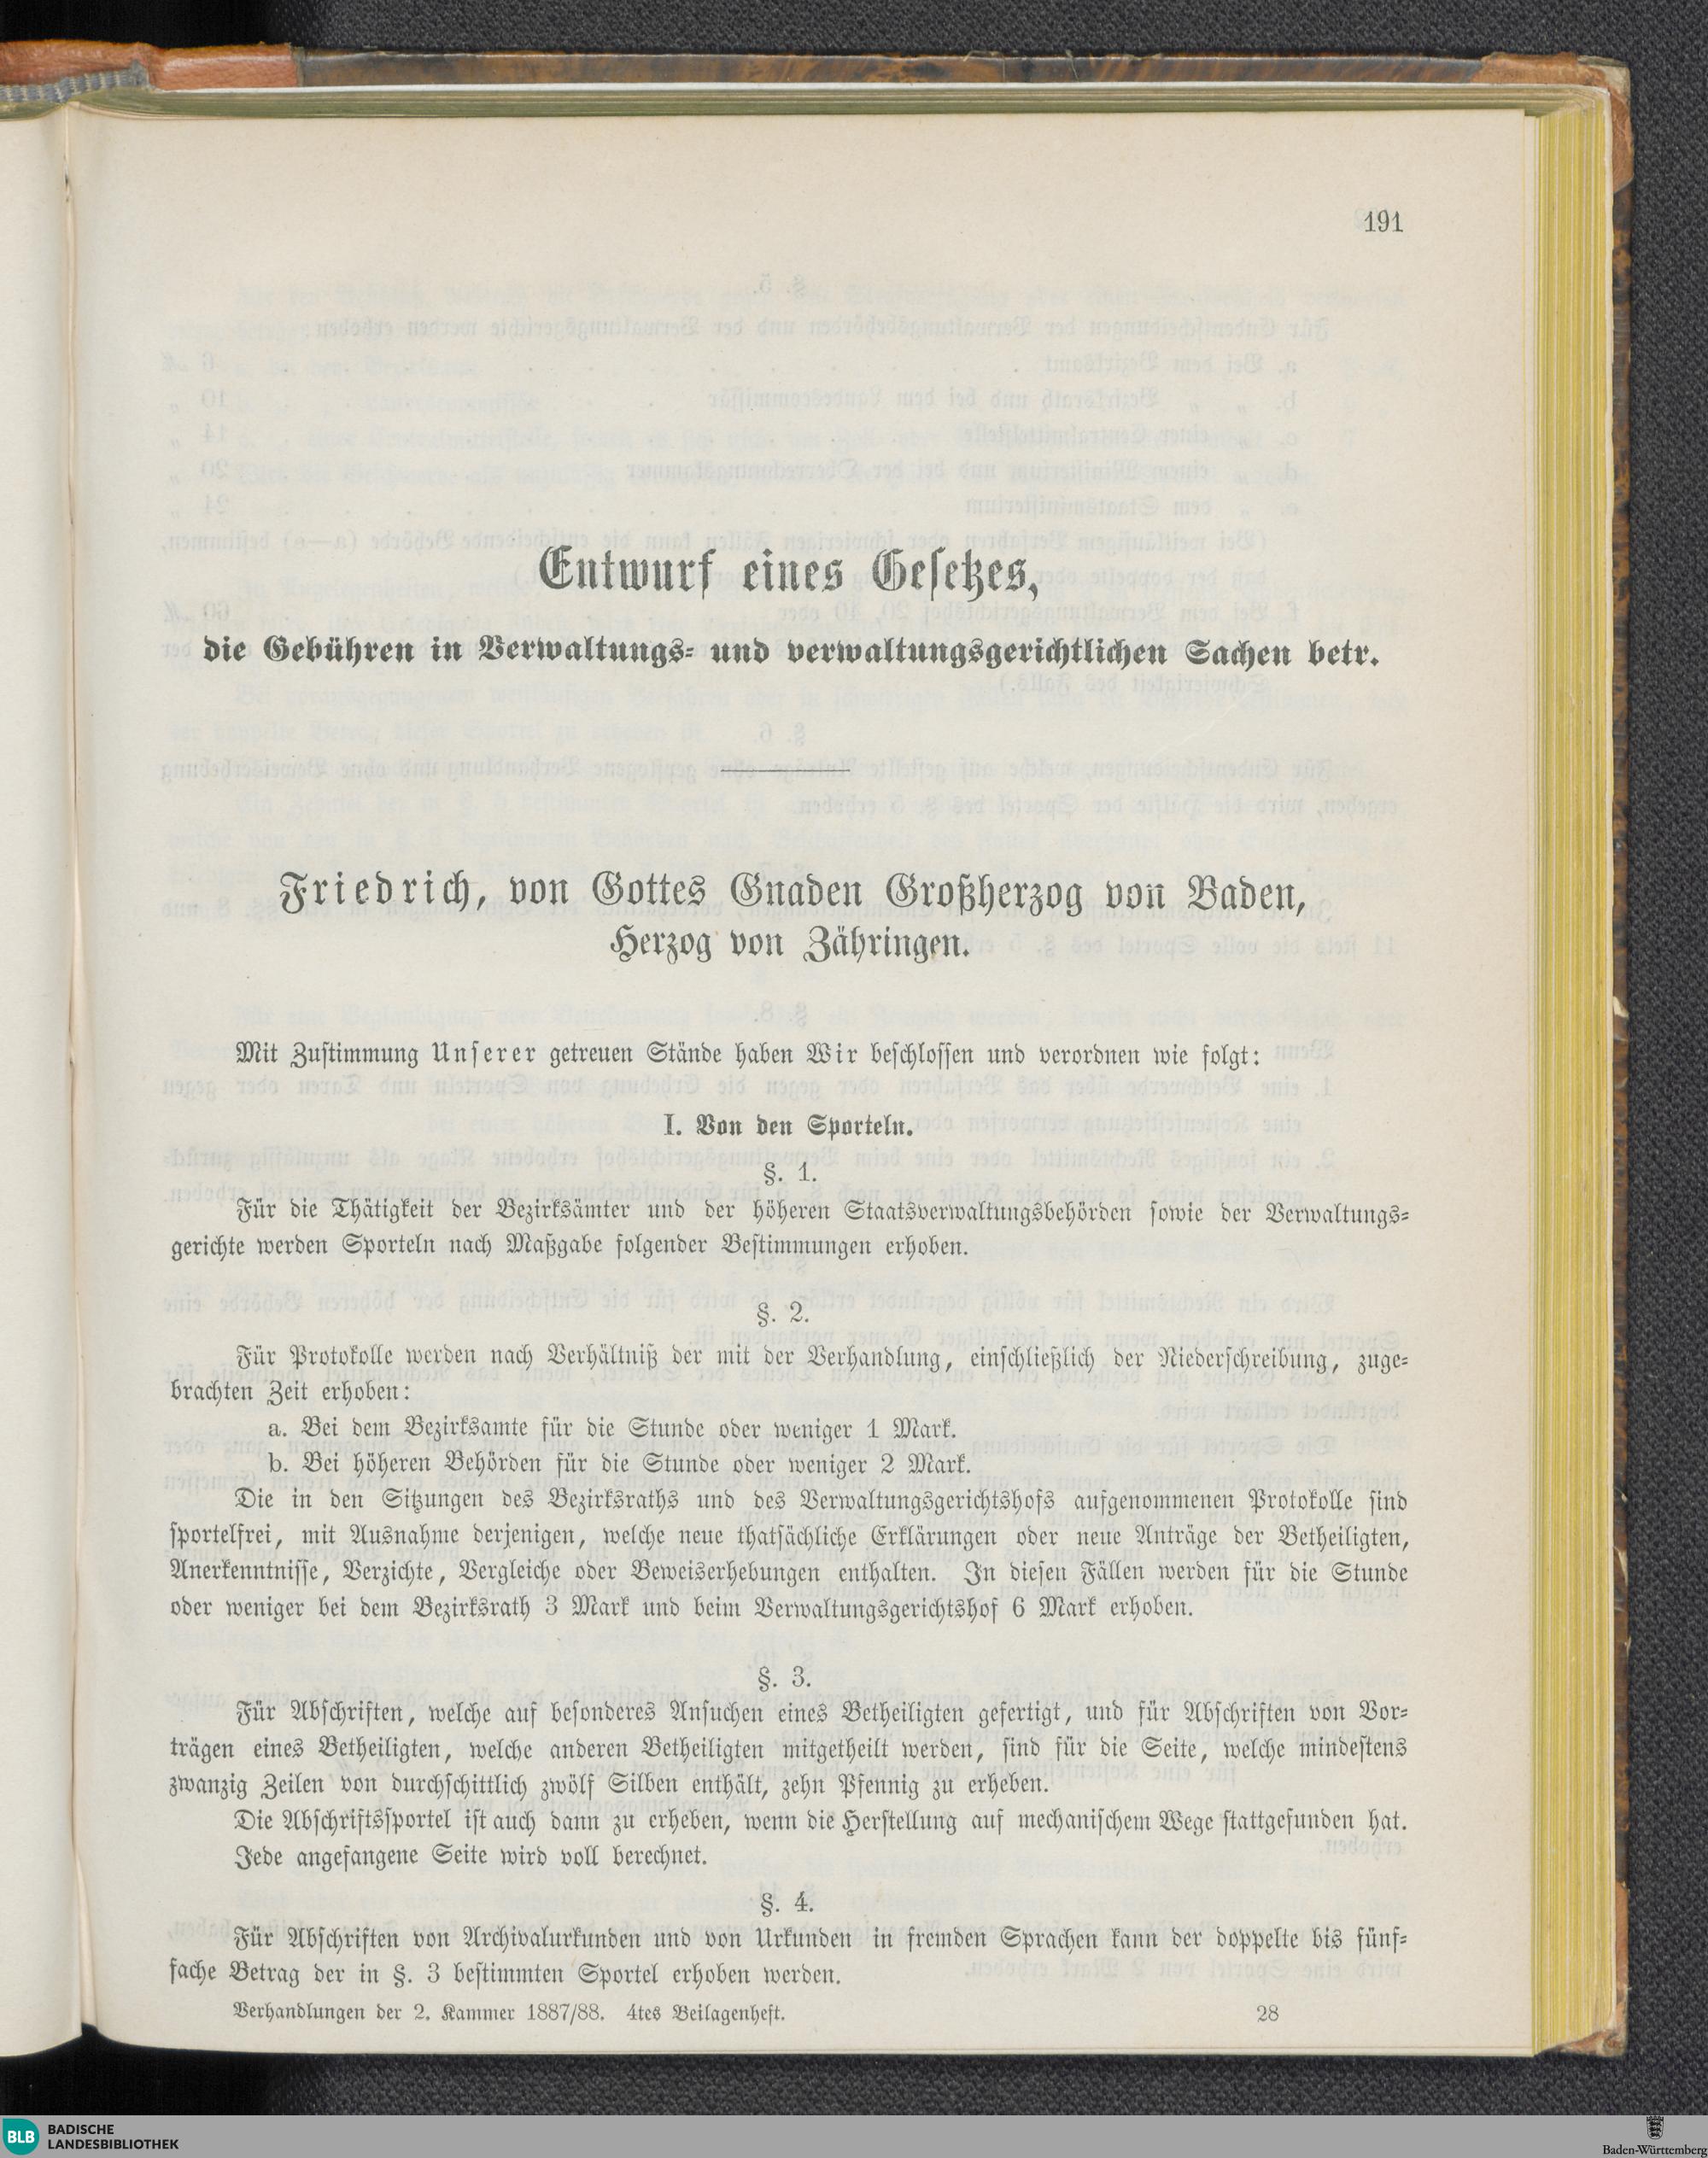 191
Entwurf eines Gesetzes,
die Gebühren in Verwaltungs- und verwaltungsgerichtlichen Sachen betr.
Friedrich, von Gottes Gnaden Großherzog von Baden,
Herzog von Zähringen.
Mit Zustimmung Unserer getreuen Stände haben Wir beschlossen und verordnen wie folgt:
I. Von den Sporteln.
§. 1.
Für die Thätigkeit der Bezirksämter und der höheren Staatsverwaltungsbehörden sowie der Verwaltungs-
gerichte werden Sporteln nach Maßgabe folgender Bestimmungen erhoben.
§. 2.
Für Protokolle werden nach Verhältniß der mit der Verhandlung, einschließlich der Niederschreibung, zuge-
brachten Zeit erhoben:
a. Bei dem Bezirksamte für die Stunde oder weniger 1 Mark.
b. Bei höheren Behörden für die Stunde oder weniger 2 Mark.
Die in den Sitzungen des Bezirksraths und des Verwaltungsgerichtshofs aufgenommenen Protokolle sind
sportelfrei, mit Ausnahme derjenigen, welche neue thatsächliche Erklärungen oder neue Anträge der Betheiligten,
Anerkenntnisse, Verzichte, Vergleiche oder Beweiserhebungen enthalten. In diesen Fällen werden für die Stunde
oder weniger bei dem Bezirksrath 3 Mark und beim Verwaltungsgerichtshof 6 Mark erhoben.
§. 3.
Für Abschriften, welche auf besonderes Ansuchen eines Betheiligten gefertigt, und für Abschriften von Vor-
trägen eines Betheiligten, welche anderen Betheiligten mitgetheilt werden, sind für die Seite, welche mindestens
zwanzig Zeilen von durchschittlich zwölf Silben enthält, zehn Pfennig zu erheben.
Die Abschriftssportel ist auch dann zu erheben, wenn die Herstellung auf mechanischem Wege stattgefunden hat.
Jede angefangene Seite wird voll berechnet.
§. 4.
Für Abschriften von Archivalurkunden und von Urkunden in fremden Sprachen kann der doppelte bis fünf-
fache Betrag der in §. 3 bestimmten Sportel erhoben werden.
Verhandlungen der 2. Kammer 1887/88. 4tes Beilagenheft. 28
BLB BADISCHE
LANDESBIBLIOTHEK
Baden-Württemberg